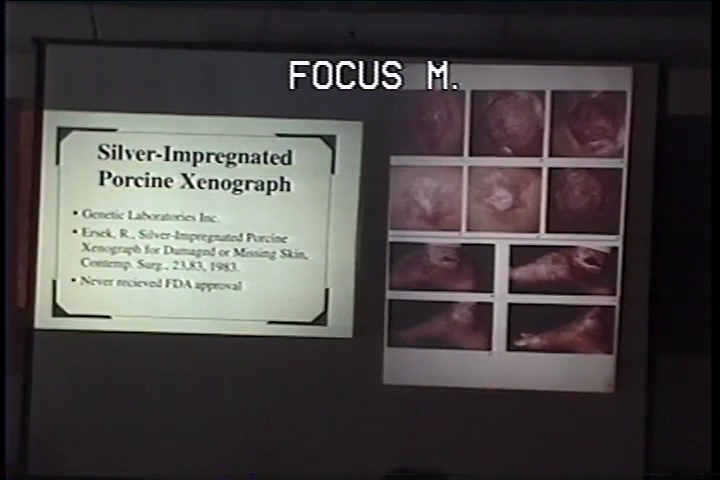 FOCUS M.
Silver-Impregnated
Porcine Xenograph
• Genetic Laboratories Inc.
• Ersek, R., Silver-Impregnated Porcine
Xenograph for Damaged or Missing Skin,
Contemp. Surg., 23,83, 1983.
• Never recieved FDA approval